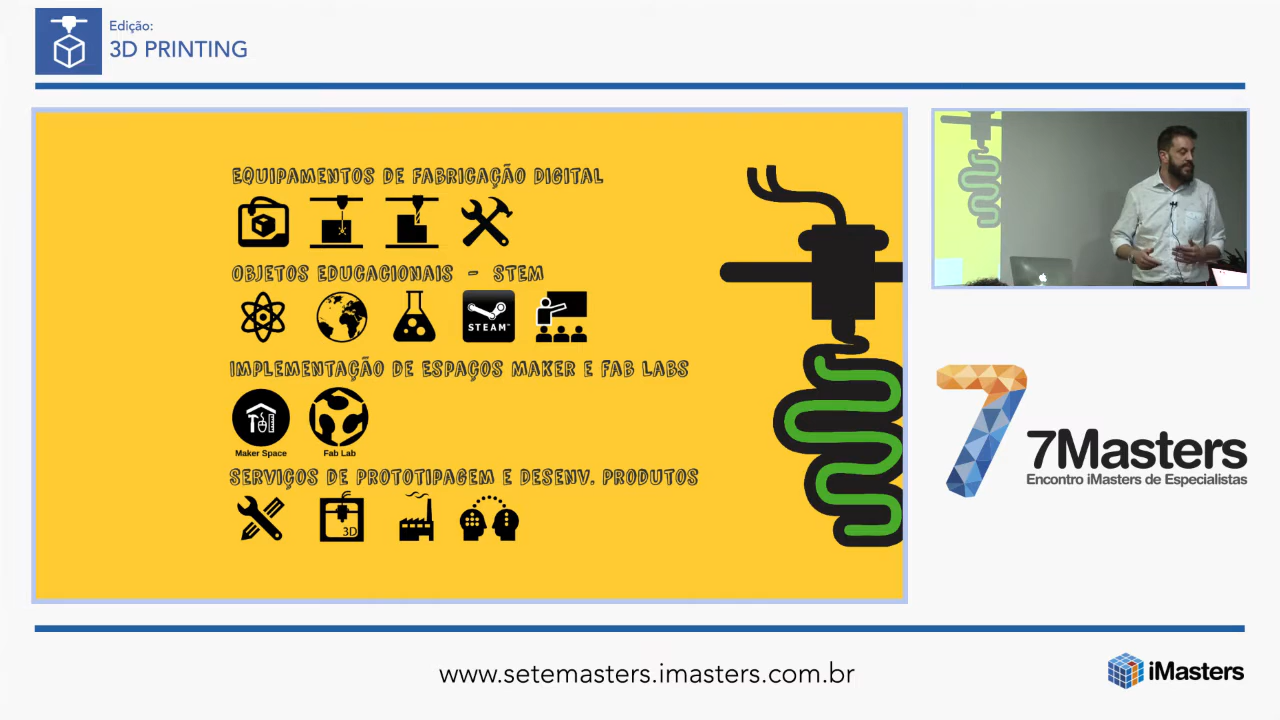 Edição:
3D PRINTING
EQUIPAMENTOS DE FABRICAÇÃO DIGITAL
OBJETOS EDUCACIONAIS - STEM
STEAM™
IMPLEMENTAÇÃO DE ESPAÇOS MAKER E FAB LABS
Maker Space
Fab Lab
SERVIÇOS DE PROTOTIPAGEM E DESENV. PRODUTOS
3D
7Masters
Encontro iMasters de Especialistas
www.setemasters.imasters.com.br
iMasters